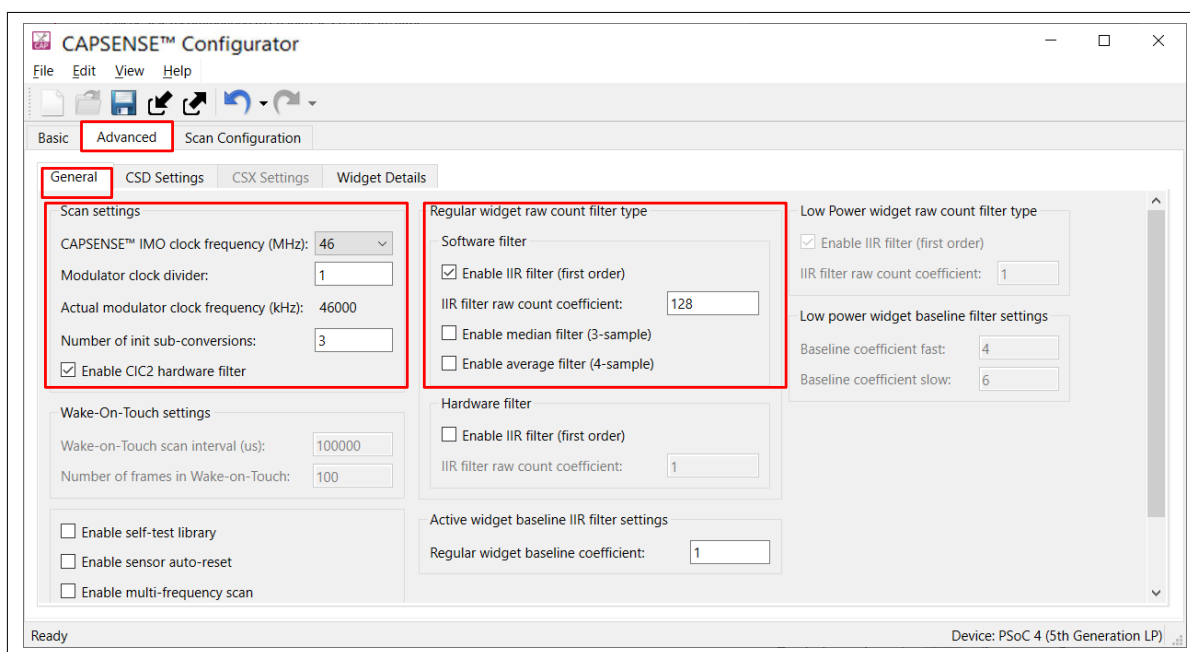 CAPSENSE™ Configurator
File Edit View Help
Basic Advanced Scan Configuration
General CSD Settings CSX Settings Widget Details
Scan settings
CAPSENSE™ IMO clock frequency (MHz): 46
Modulator clock divider: 1
Actual modulator clock frequency (kHz): 46000
Number of init sub-conversions: 3
Enable CIC2 hardware filter
Wake-On-Touch settings
Wake-on-Touch scan interval (us): 100000
Number of frames in Wake-on-Touch: 100
Enable self-test library
Enable sensor auto-reset
Enable multi-frequency scan
Regular widget raw count filter type
Software filter
Enable IIR filter (first order)
IIR filter raw count coefficient: 128
Enable median filter (3-sample)
Enable average filter (4-sample)
Hardware filter
Enable IIR filter (first order)
IIR filter raw count coefficient: 1
Active widget baseline IIR filter settings
Regular widget baseline coefficient: 1
Low Power widget raw count filter type
Enable IIR filter (first order)
IIR filter raw count coefficient: 1
Low power widget baseline filter settings
Baseline coefficient fast: 4
Baseline coefficient slow: 6
Ready
Device: PSoC 4 (5th Generation LP)